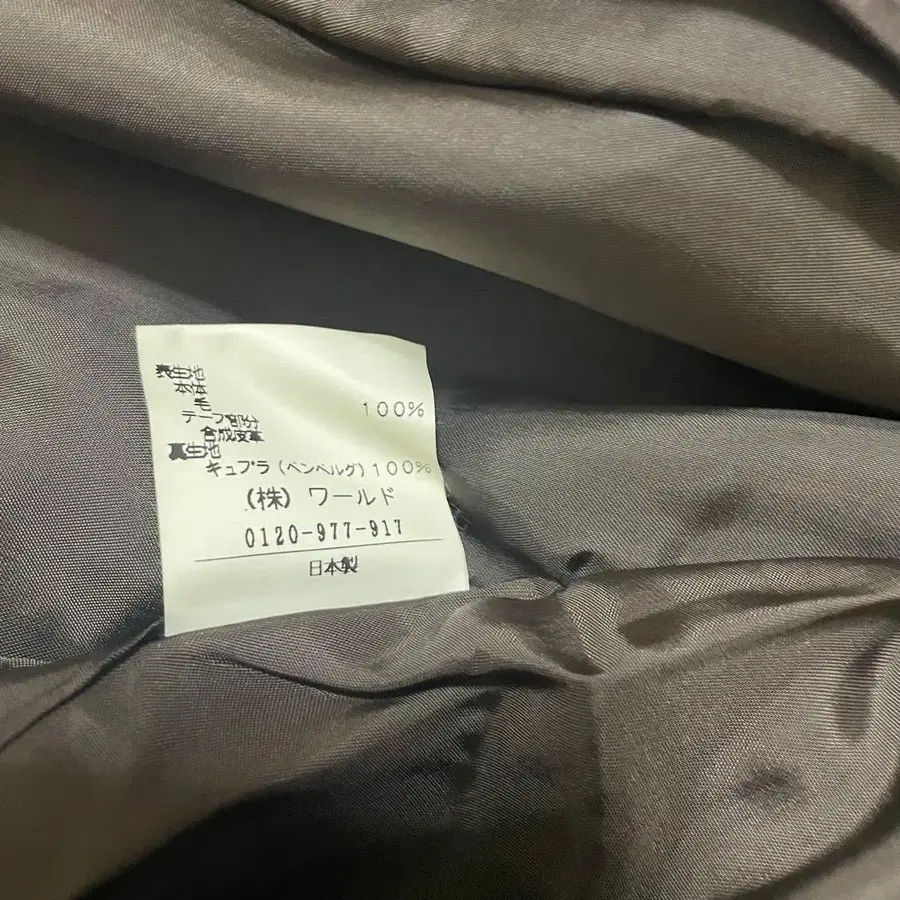 表生地
本体
毛 100%
テープ部分
合成皮革
裏生地
キュプラ(ベンベルグ)100%
(株) ワールド
0120-977-917
日本製